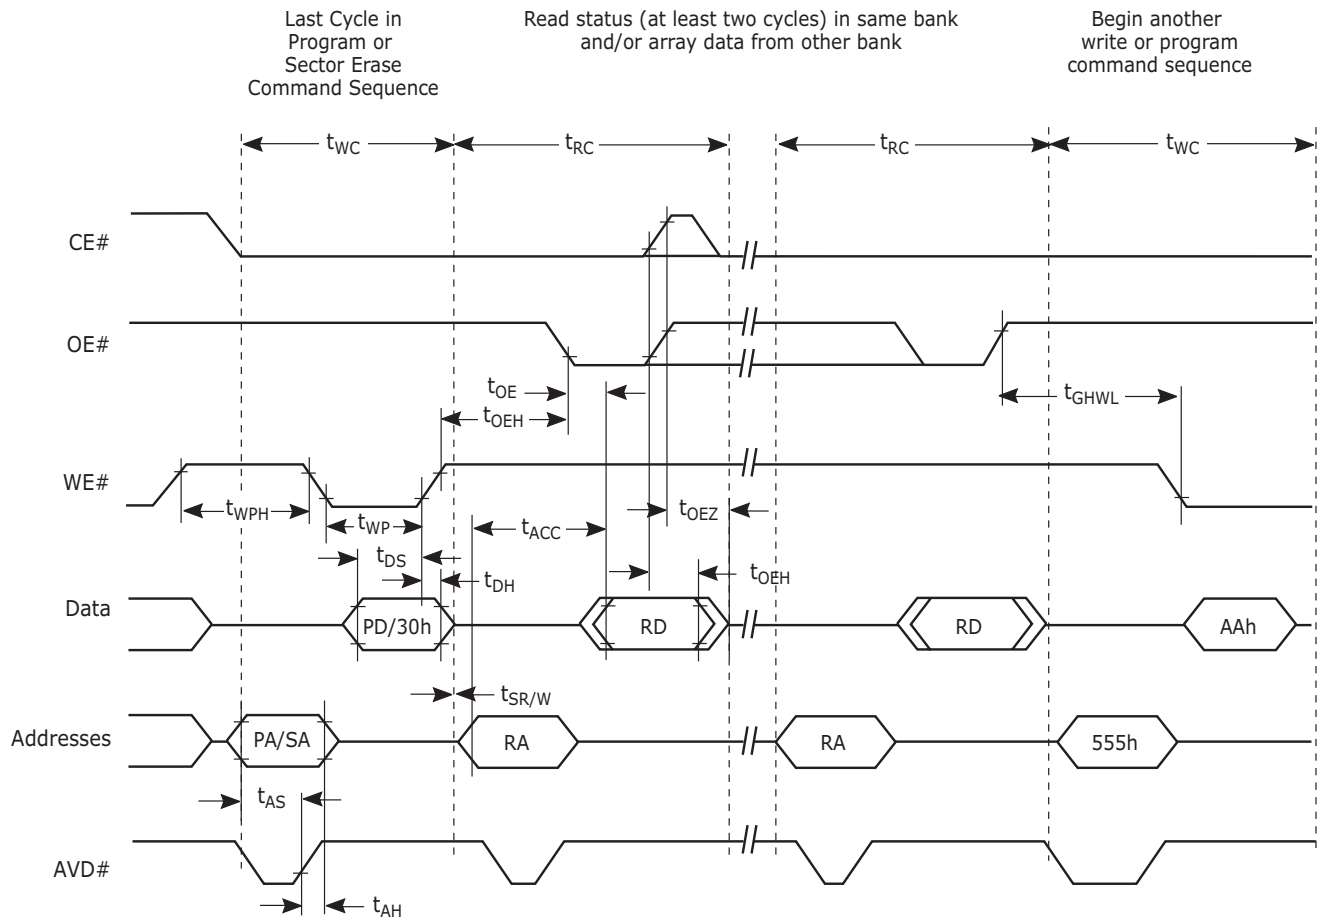 Last Cycle in
Program or
Sector Erase
Command Sequence
Read status (at least two cycles) in same bank
and/or array data from other bank
Begin another
write or program
command sequence
tWC
tRC
tRC
tWC
CE#
OE#
tOE
tOEH
tGHWL
WE#
tWPH
tWP
tACC
tOEZ
tDS
tDH
tOEH
Data
PD/30h
RD
RD
AAh
tSR/W
Addresses
PA/SA
RA
RA
555h
tAS
AVD#
tAH